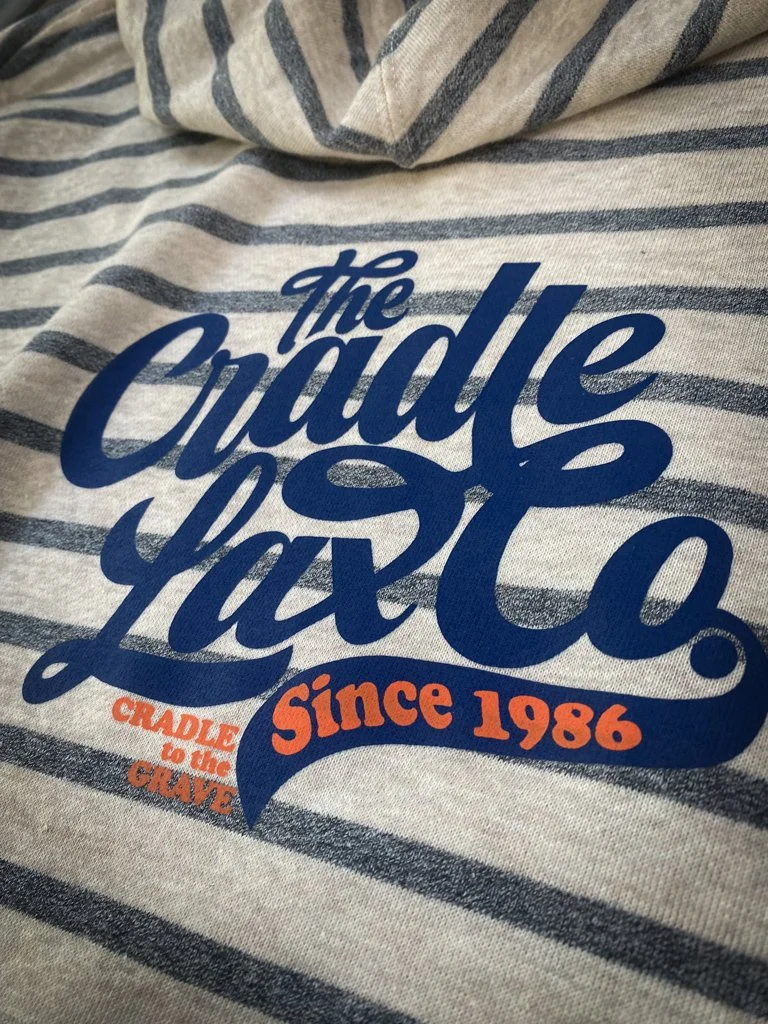 The
Cradle
Lax Co.
Since 1986
CRADLE
to the
GRAVE